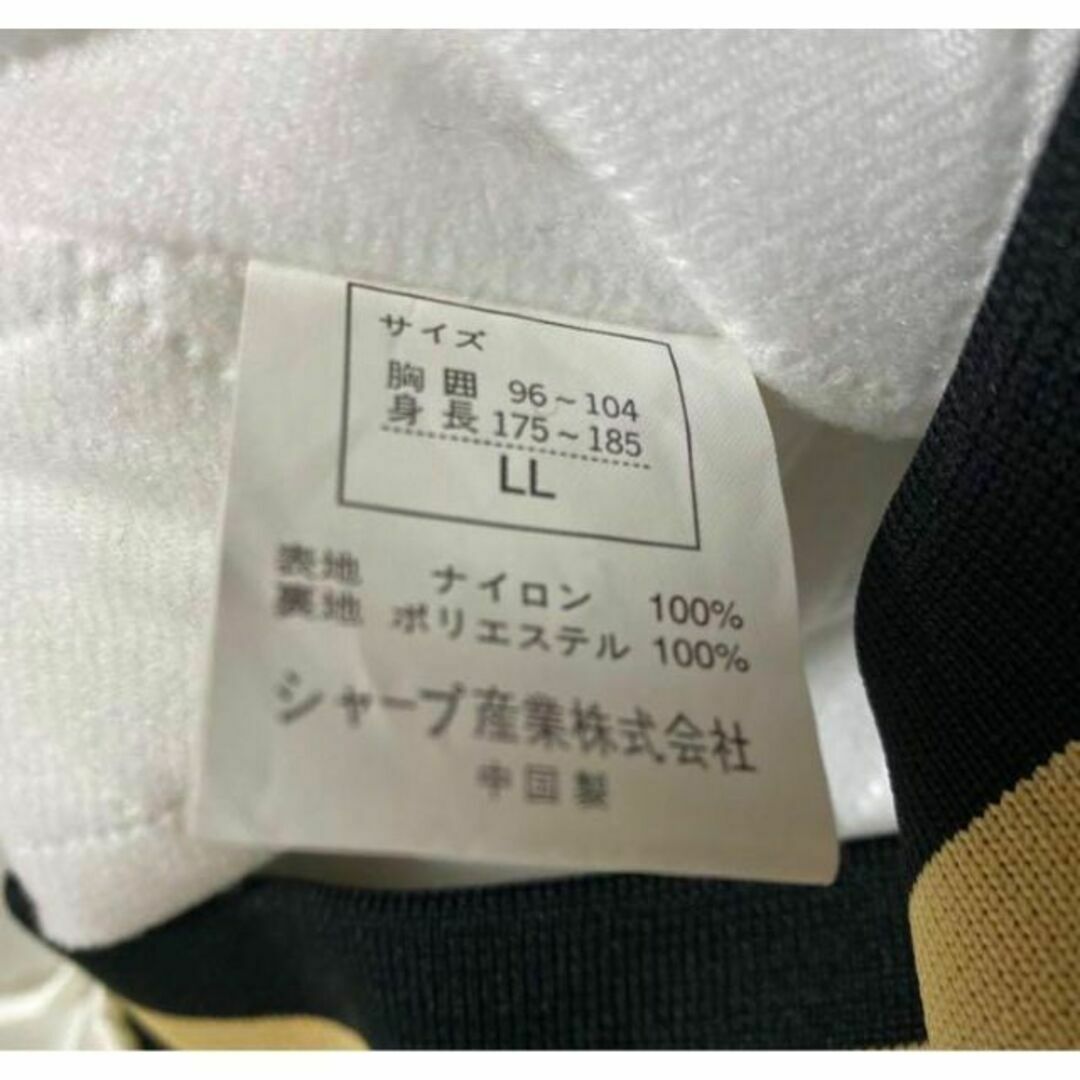 サイズ
胸囲 96～104
身長 175～185
LL
表地 ナイロン 100%
裏地 ポリエステル 100%
シャープ産業株式会社
中国製